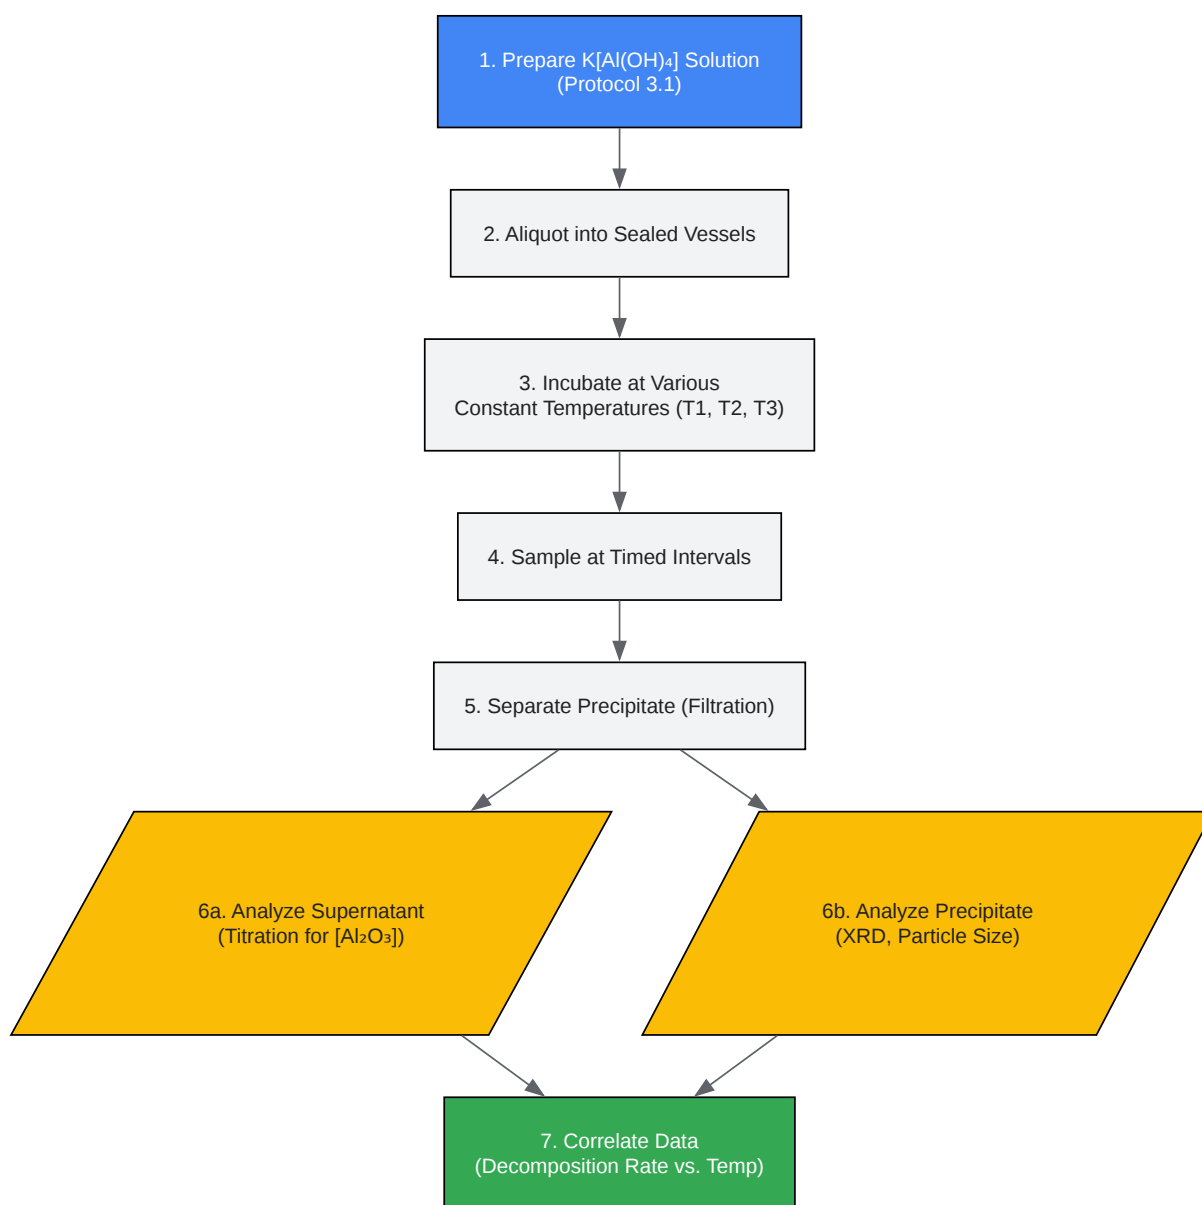 1. Prepare K[Al(OH)₄] Solution
(Protocol 3.1)
2. Aliquot into Sealed Vessels
3. Incubate at Various
Constant Temperatures (T1, T2, T3)
4. Sample at Timed Intervals
5. Separate Precipitate (Filtration)
6a. Analyze Supernatant
(Titration for [Al₂O₃])
6b. Analyze Precipitate
(XRD, Particle Size)
7. Correlate Data
(Decomposition Rate vs. Temp)